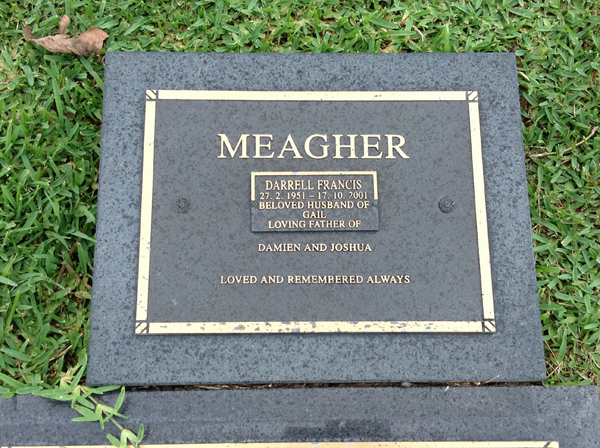 MEAGHER
DARRELL FRANCIS
27. 2. 1951 – 17. 10. 2001
BELOVED HUSBAND OF
GAIL
LOVING FATHER OF
DAMIEN AND JOSHUA
LOVED AND REMEMBERED ALWAYS